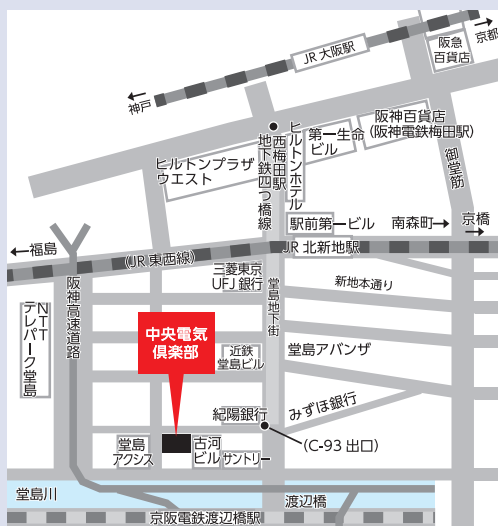 京都
阪急
百貨店
JR 大阪駅
神戸
阪神百貨店
(阪神電鉄梅田駅)
第一生命
ビル
ヒルトンホテル
西梅田駅
地下鉄四つ橋線
ヒルトンプラザ
ウエスト
御堂筋
駅前第一ビル
南森町
京橋
福島
(JR 東西線)
JR 北新地駅
三菱東京
UFJ 銀行
新地本通り
阪神高速道路
NTT
テレパーク堂島
堂島地下街
中央電気
倶楽部
近鉄
堂島ビル
堂島アバンザ
紀陽銀行
みずほ銀行
堂島
アクシス
古河
ビル
サントリー
(C-93 出口)
堂島川
渡辺橋
京阪電鉄渡辺橋駅